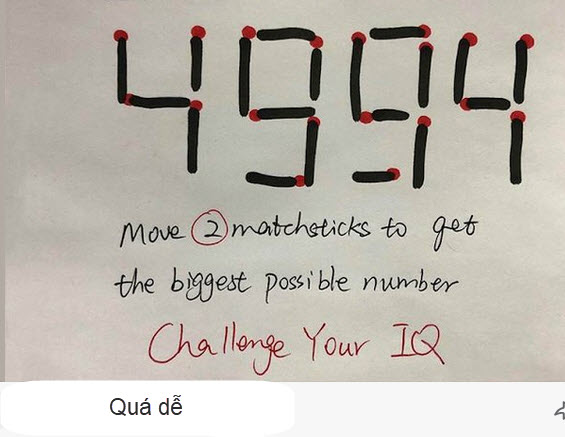 4994
Move 2 matchsticks to get
the biggest possible number
Challenge Your IQ
Quá dễ